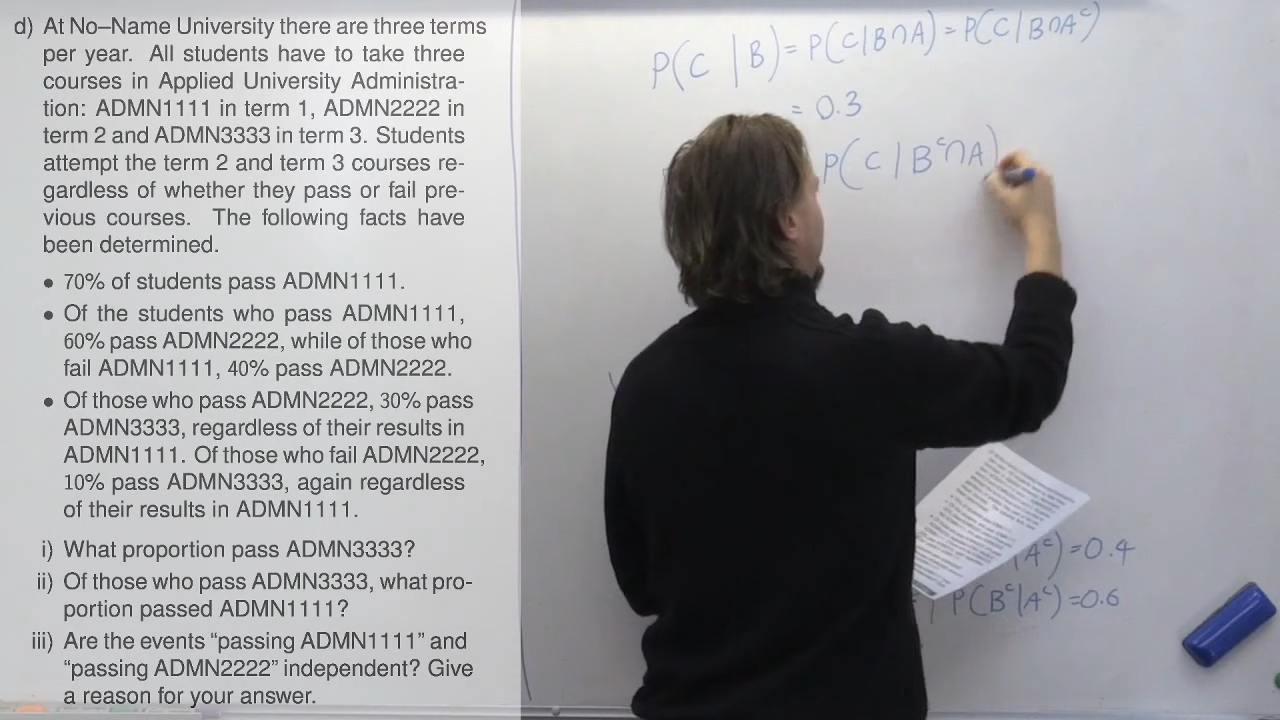 d) At No–Name University there are three terms
per year. All students have to take three
courses in Applied University Administra-
tion: ADMN1111 in term 1, ADMN2222 in
term 2 and ADMN3333 in term 3. Students
attempt the term 2 and term 3 courses re-
gardless of whether they pass or fail pre-
vious courses. The following facts have
been determined.
• 70% of students pass ADMN1111.
• Of the students who pass ADMN1111,
60% pass ADMN2222, while of those who
fail ADMN1111, 40% pass ADMN2222.
• Of those who pass ADMN2222, 30% pass
ADMN3333, regardless of their results in
ADMN1111. Of those who fail ADMN2222,
10% pass ADMN3333, again regardless
of their results in ADMN1111.
i) What proportion pass ADMN3333?
ii) Of those who pass ADMN3333, what pro-
portion passed ADMN1111?
iii) Are the events “passing ADMN1111” and
“passing ADMN2222” independent? Give
a reason for your answer.
P(C | B) = P(C|B∩A) = P(C|B∩Aᶜ)
= 0.3
P(C | Bᶜ∩A)
|Aᶜ) = 0.4
P(Bᶜ|Aᶜ) = 0.6